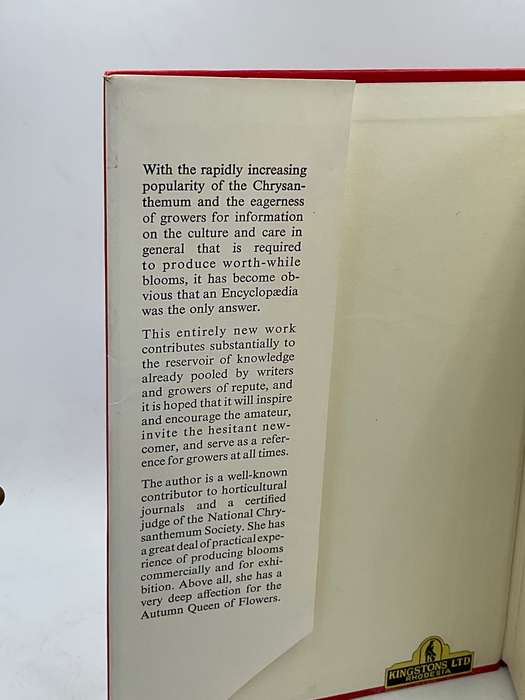 With the rapidly increasing
popularity of the Chrysan-
themum and the eagerness
of growers for information
on the culture and care in
general that is required
to produce worth-while
blooms, it has become ob-
vious that an Encyclopædia
was the only answer.
This entirely new work
contributes substantially to
the reservoir of knowledge
already pooled by writers
and growers of repute, and
it is hoped that it will inspire
and encourage the amateur,
invite the hesitant new-
comer, and serve as a refer-
ence for growers at all times.
The author is a well-known
contributor to horticultural
journals and a certified
judge of the National Chry-
santhemum Society. She has
a great deal of practical expe-
rience of producing blooms
commercially and for exhi-
bition. Above all, she has a
very deep affection for the
Autumn Queen of Flowers.
K
KINGSTONS LTD
RHODESIA